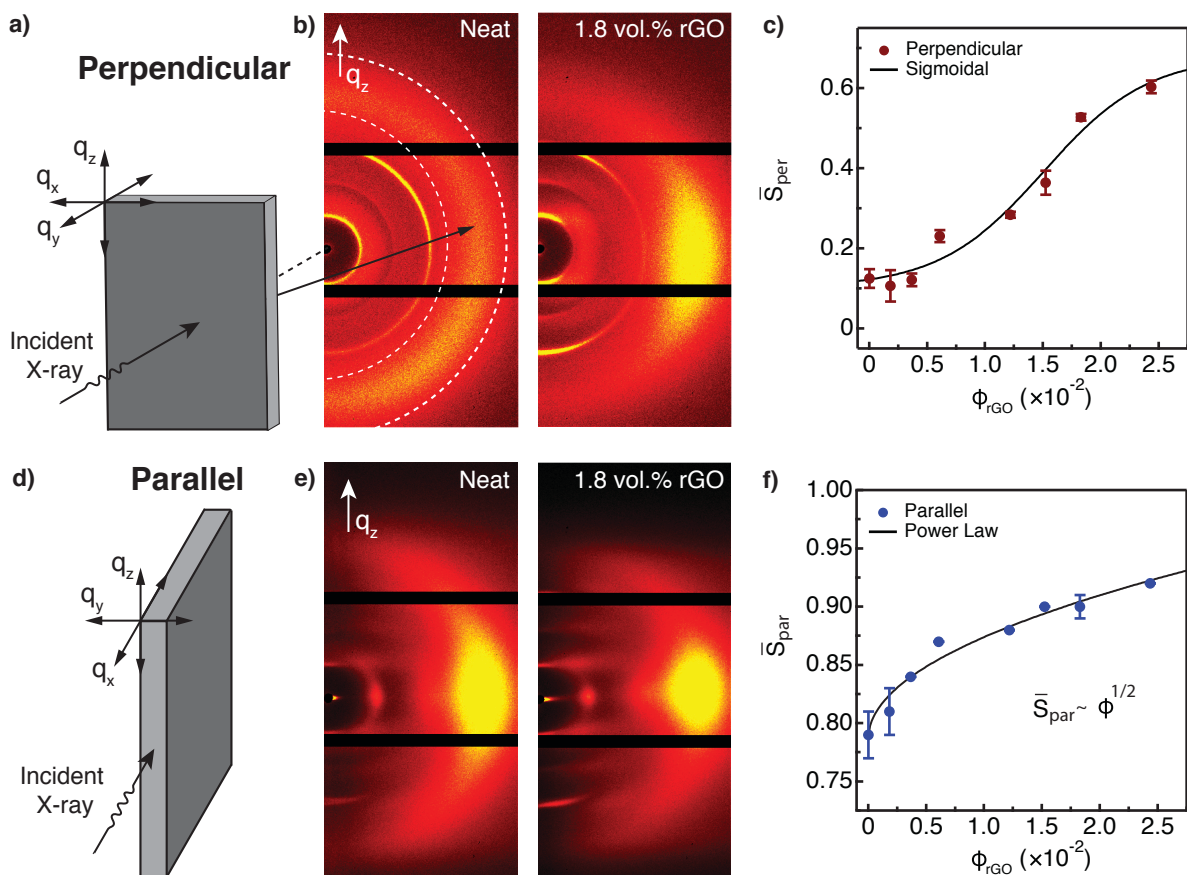 a)
Perpendicular
q_z
q_x
q_y
Incident
X-ray
b)
q_z
Neat
1.8 vol.% rGO
c)
Perpendicular
Sigmoidal
S̄_per
0.6
0.4
0.2
0
0 0.5 1.0 1.5 2.0 2.5
ϕ_rGO (×10⁻²)
d)
Parallel
q_z
q_y
q_x
Incident
X-ray
e)
q_z
Neat
1.8 vol.% rGO
f)
Parallel
Power Law
S̄_par
1.00
0.95
0.90
0.85
0.80
0.75
S̄_par ~ ϕ^1/2
0 0.5 1.0 1.5 2.0 2.5
ϕ_rGO (×10⁻²)